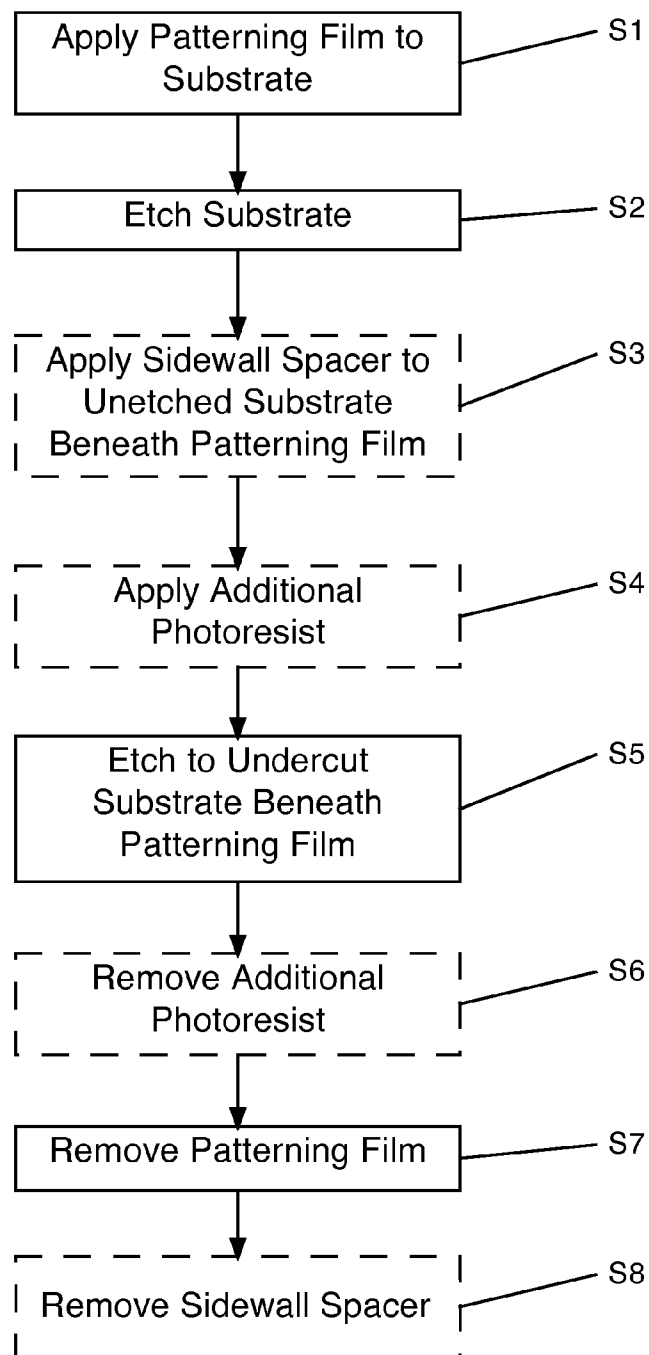 Apply Patterning Film to
Substrate
S1
Etch Substrate
S2
Apply Sidewall Spacer to
Unetched Substrate
Beneath Patterning Film
S3
Apply Additional
Photoresist
S4
Etch to Undercut
Substrate Beneath
Patterning Film
S5
Remove Additional
Photoresist
S6
Remove Patterning Film
S7
Remove Sidewall Spacer
S8